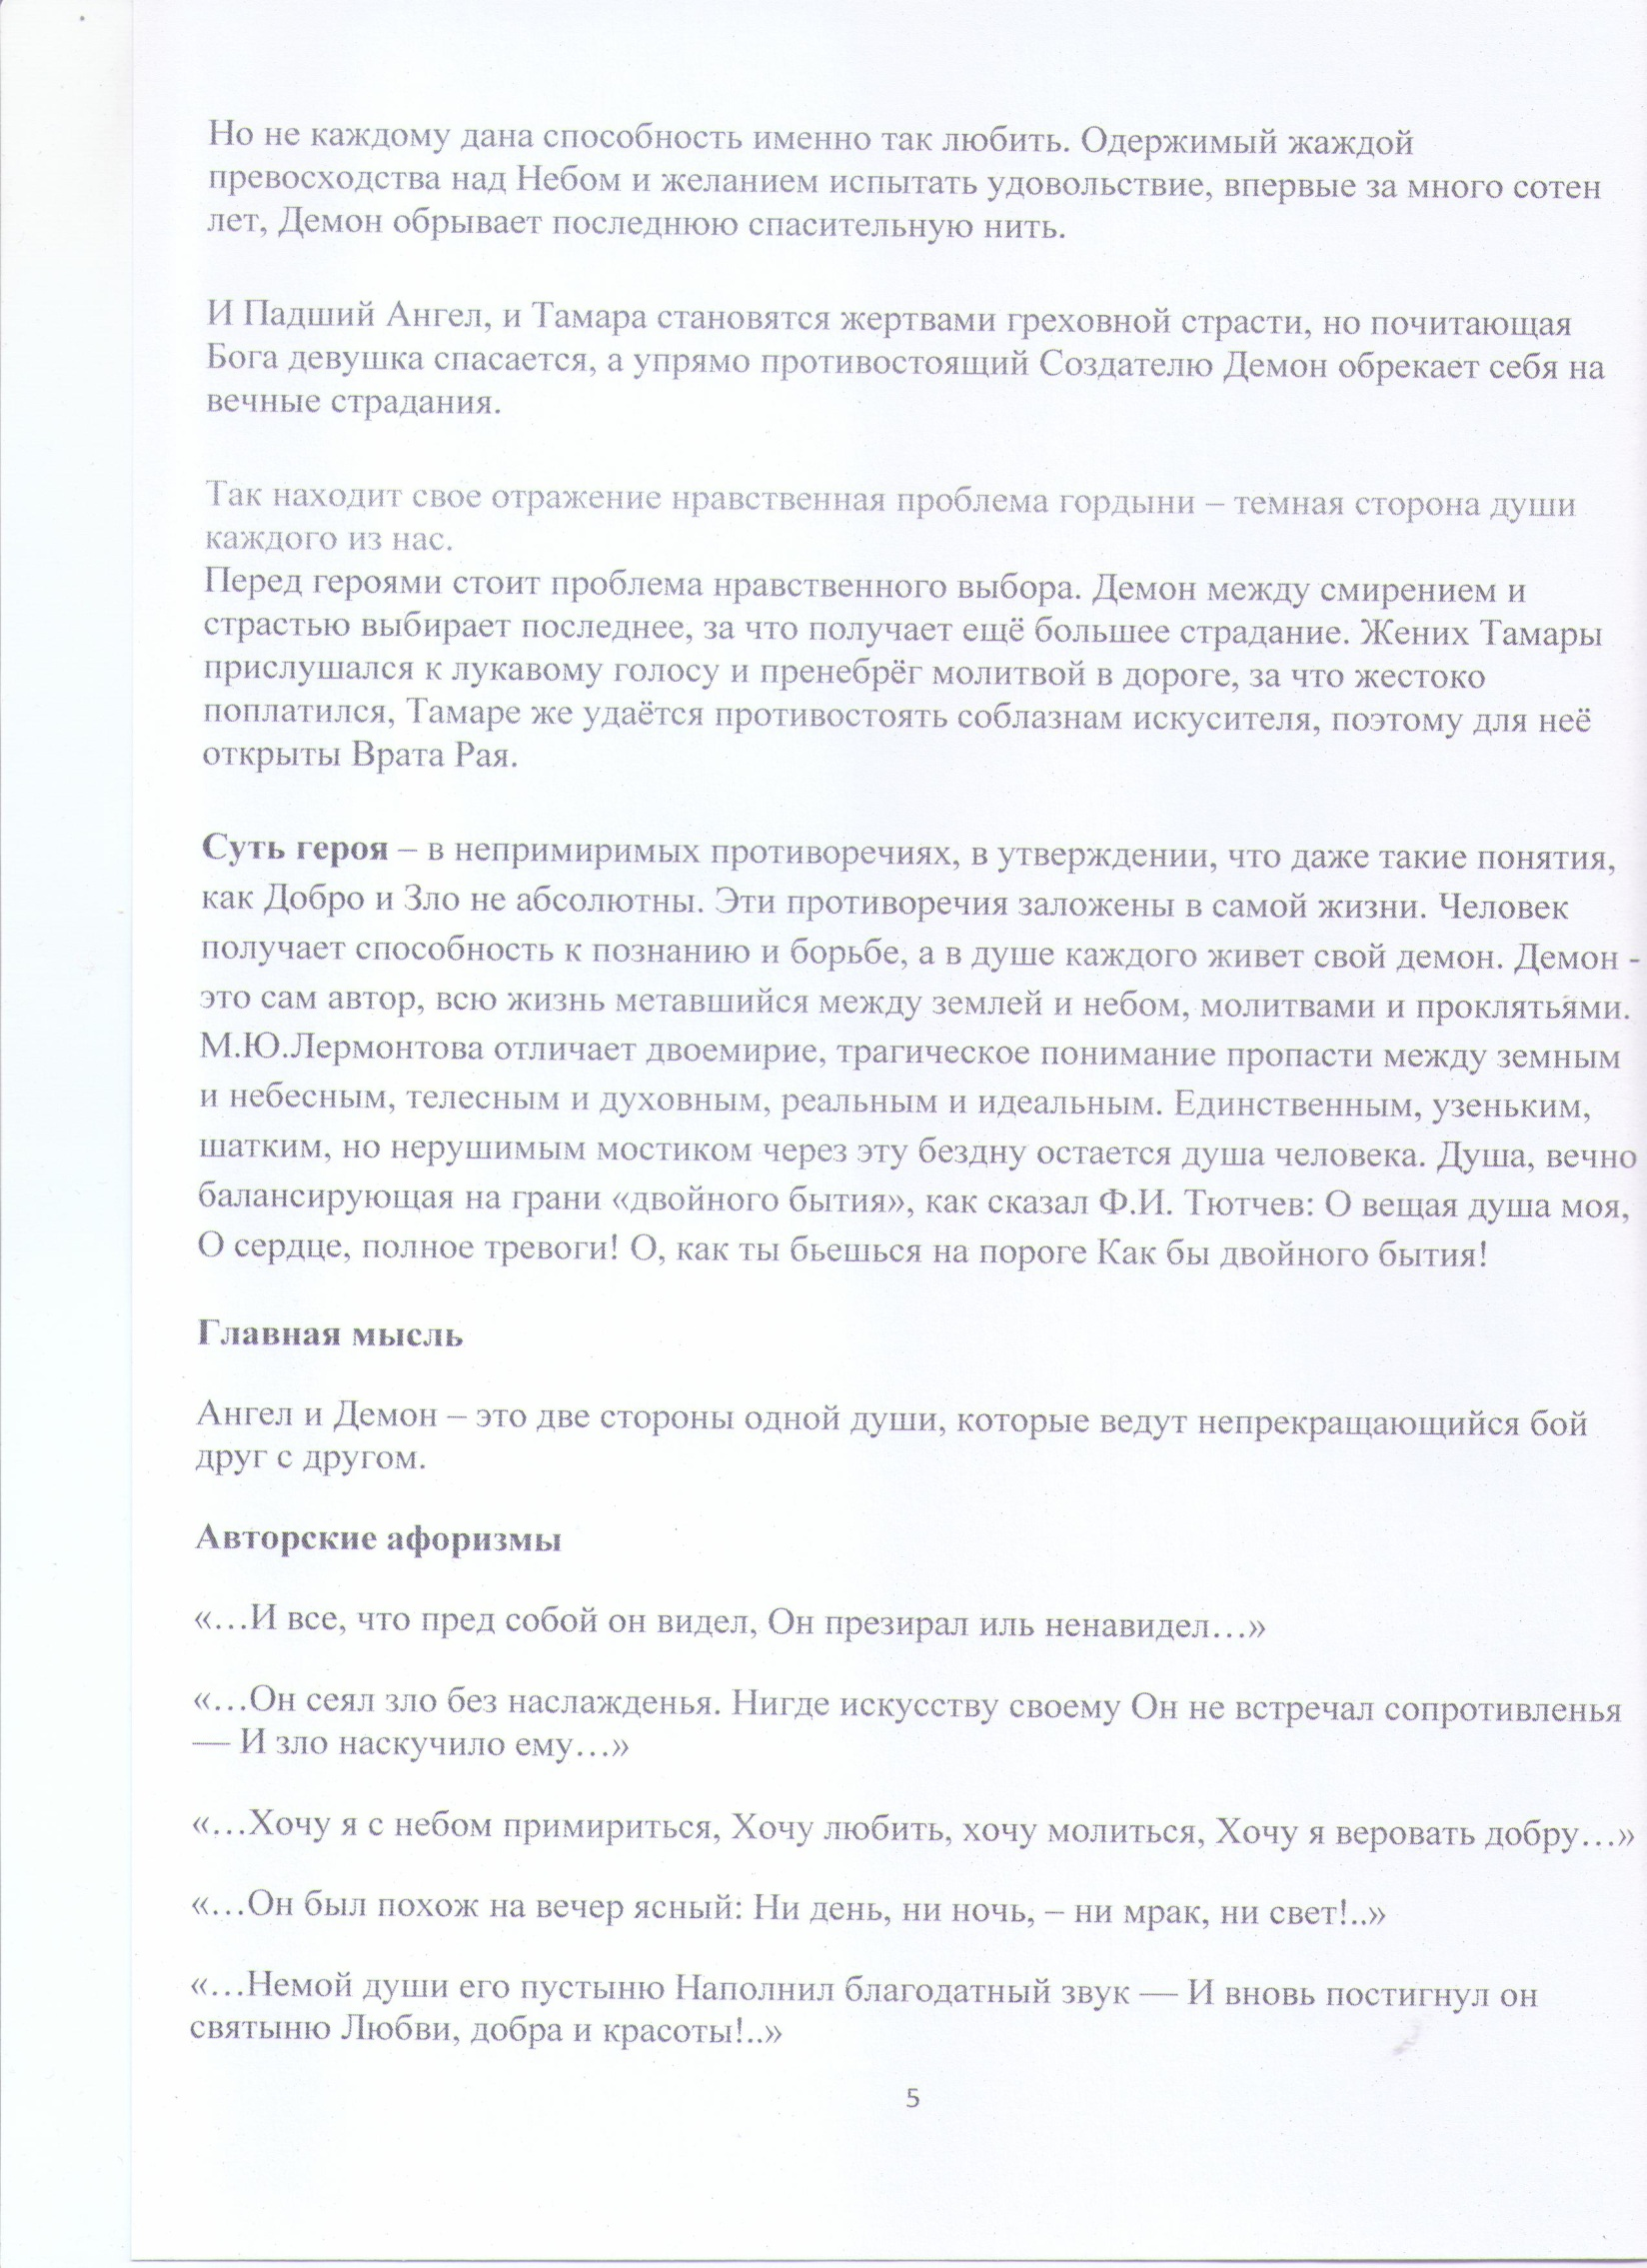 Но не каждому дана способность именно так любить. Одержимый жаждой
превосходства над Небом и желанием испытать удовольствие, впервые за много сотен
лет, Демон обрывает последнюю спасительную нить.
И Падший Ангел, и Тамара становятся жертвами греховной страсти, но почитающая
Бога девушка спасается, а упрямо противостоящий Создателю Демон обрекает себя на
вечные страдания.
Так находит свое отражение нравственная проблема гордыни – темная сторона души
каждого из нас.
Перед героями стоит проблема нравственного выбора. Демон между смирением и
страстью выбирает последнее, за что получает ещё большее страдание. Жених Тамары
прислушался к лукавому голосу и пренебрёг молитвой в дороге, за что жестоко
поплатился, Тамаре же удаётся противостоять соблазнам искусителя, поэтому для неё
открыты Врата Рая.
Суть героя – в непримиримых противоречиях, в утверждении, что даже такие понятия,
как Добро и Зло не абсолютны. Эти противоречия заложены в самой жизни. Человек
получает способность к познанию и борьбе, а в душе каждого живет свой демон. Демон -
это сам автор, всю жизнь метавшийся между землей и небом, молитвами и проклятьями.
М.Ю.Лермонтова отличает двоемирие, трагическое понимание пропасти между земным
и небесным, телесным и духовным, реальным и идеальным. Единственным, узеньким,
шатким, но нерушимым мостиком через эту бездну остается душа человека. Душа, вечно
балансирующая на грани «двойного бытия», как сказал Ф.И. Тютчев: О вещая душа моя,
О сердце, полное тревоги! О, как ты бьешься на пороге Как бы двойного бытия!
Главная мысль
Ангел и Демон – это две стороны одной души, которые ведут непрекращающийся бой
друг с другом.
Авторские афоризмы
«…И все, что пред собой он видел, Он презирал иль ненавидел…»
«…Он сеял зло без наслажденья. Нигде искусству своему Он не встречал сопротивленья
— И зло наскучило ему…»
«…Хочу я с небом примириться, Хочу любить, хочу молиться, Хочу я веровать добру…»
«…Он был похож на вечер ясный: Ни день, ни ночь, – ни мрак, ни свет!..»
«…Немой души его пустыню Наполнил благодатный звук — И вновь постигнул он
святыню Любви, добра и красоты!..»
5